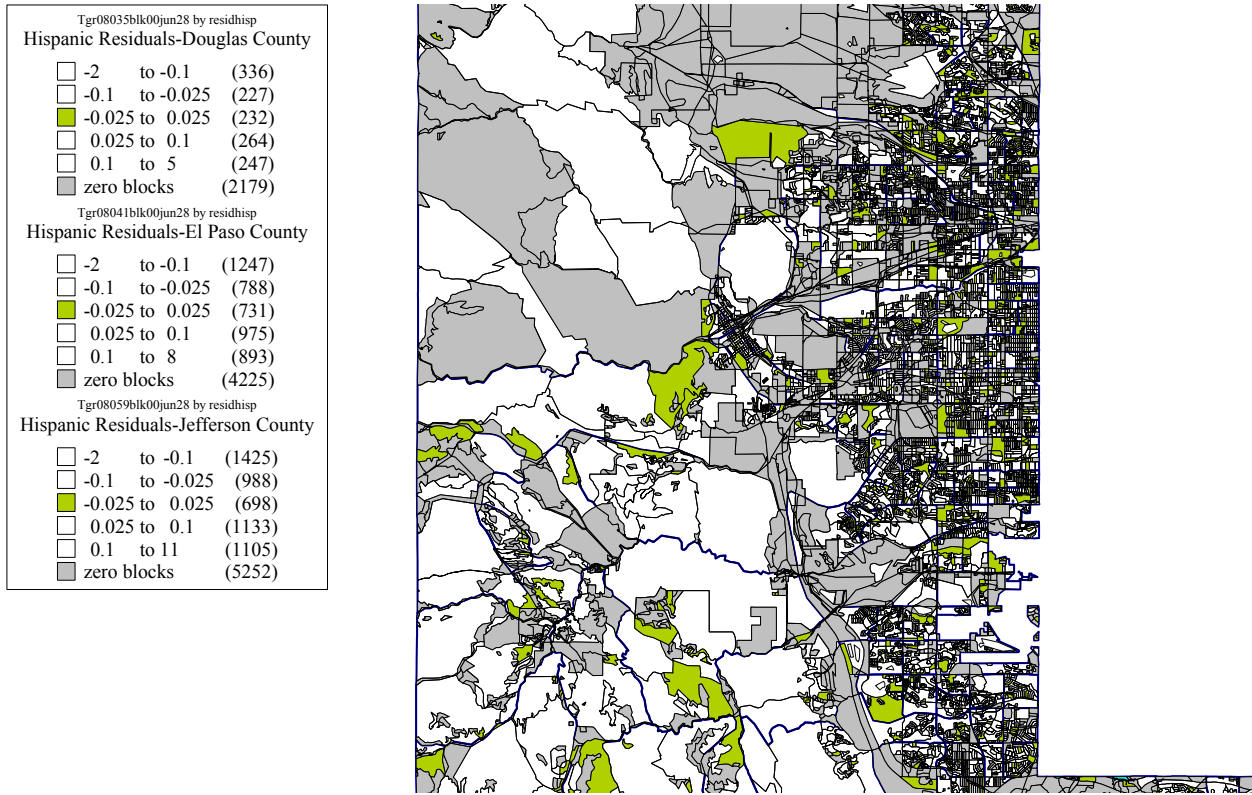 Tgr08035blk00jun28 by residhisp
Hispanic Residuals-Douglas County
-2 to -0.1 (336)
-0.1 to -0.025 (227)
-0.025 to 0.025 (232)
0.025 to 0.1 (264)
0.1 to 5 (247)
zero blocks (2179)
Tgr08041blk00jun28 by residhisp
Hispanic Residuals-El Paso County
-2 to -0.1 (1247)
-0.1 to -0.025 (788)
-0.025 to 0.025 (731)
0.025 to 0.1 (975)
0.1 to 8 (893)
zero blocks (4225)
Tgr08059blk00jun28 by residhisp
Hispanic Residuals-Jefferson County
-2 to -0.1 (1425)
-0.1 to -0.025 (988)
-0.025 to 0.025 (698)
0.025 to 0.1 (1133)
0.1 to 11 (1105)
zero blocks (5252)